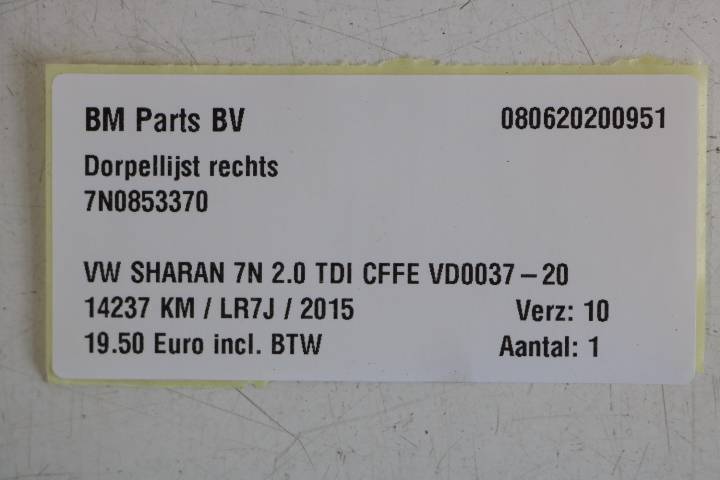 BM Parts BV 080620200951
Dorpellijst rechts
7N0853370
VW SHARAN 7N 2.0 TDI CFFE VD0037-20
14237 KM / LR7J / 2015 Verz: 10
19.50 Euro incl. BTW Aantal: 1